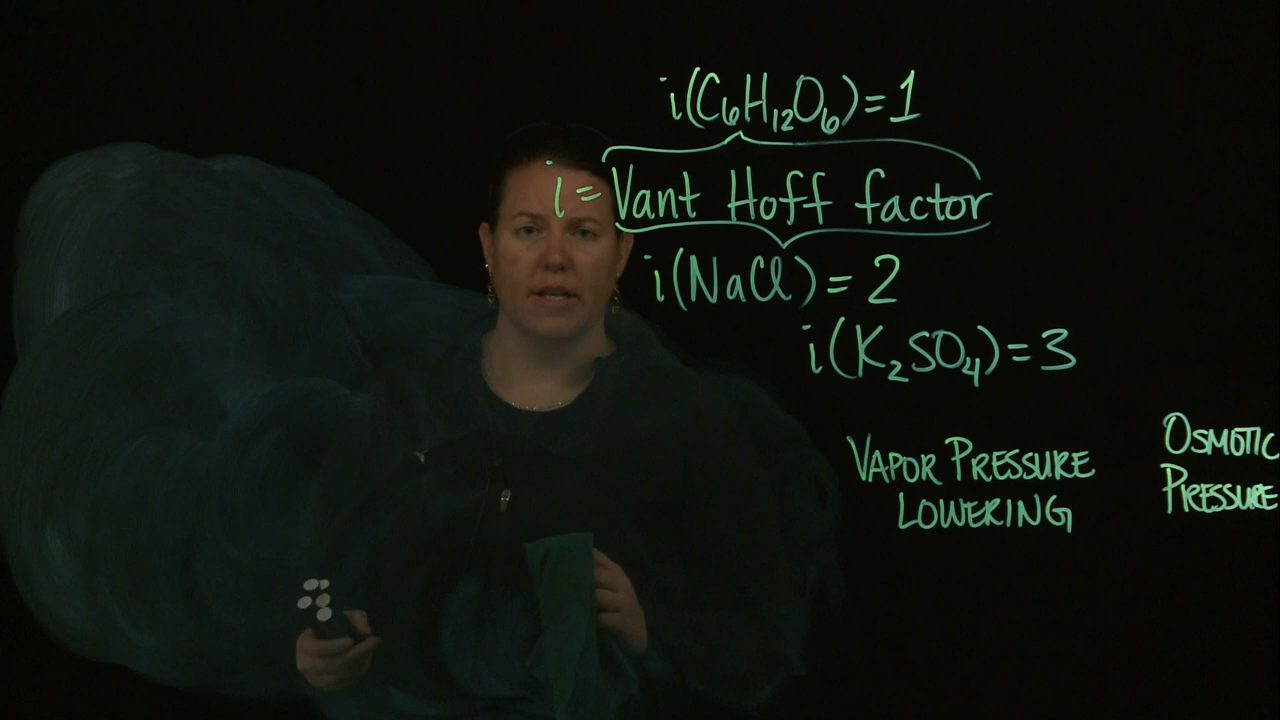 i(C₆H₁₂O₆)=1
i=Vant Hoff factor
i(NaCl)=2
i(K₂SO₄)=3
VAPOR PRESSURE
LOWERING
OSMOTIC
PRESSURE